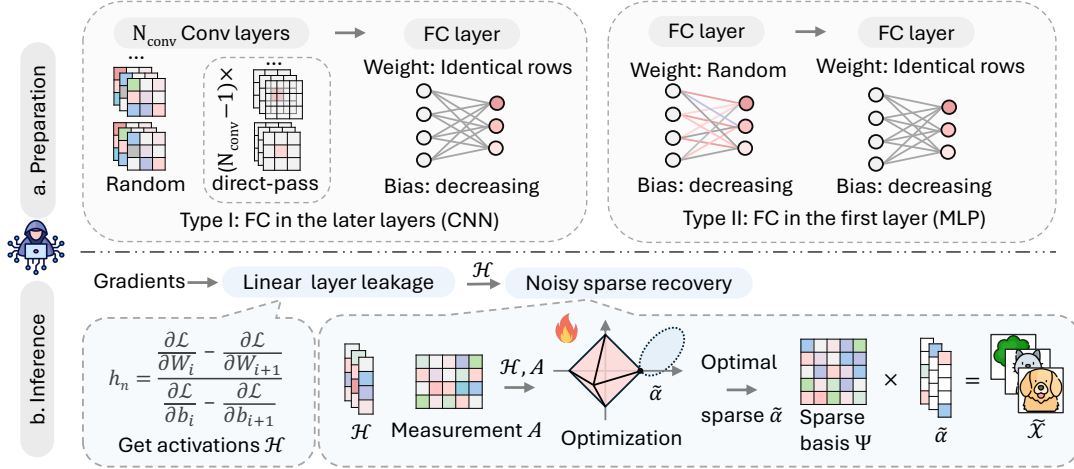 a. Preparation
N_conv Conv layers
FC layer
Weight: Identical rows
...
...
(N_conv−1)×
Random
direct-pass
Bias: decreasing
Type I: FC in the later layers (CNN)
FC layer
FC layer
Weight: Random
Weight: Identical rows
Bias: decreasing
Bias: decreasing
Type II: FC in the first layer (MLP)
b. Inference
Gradients
Linear layer leakage
ℋ
Noisy sparse recovery
h_n = (∂ℒ/∂W_i − ∂ℒ/∂W_{i+1}) / (∂ℒ/∂b_i − ∂ℒ/∂b_{i+1})
Get activations ℋ
ℋ
Measurement A
ℋ, A
α̃
Optimization
Optimal
sparse α̃
Sparse
basis Ψ
×
α̃
=
𝒳̃